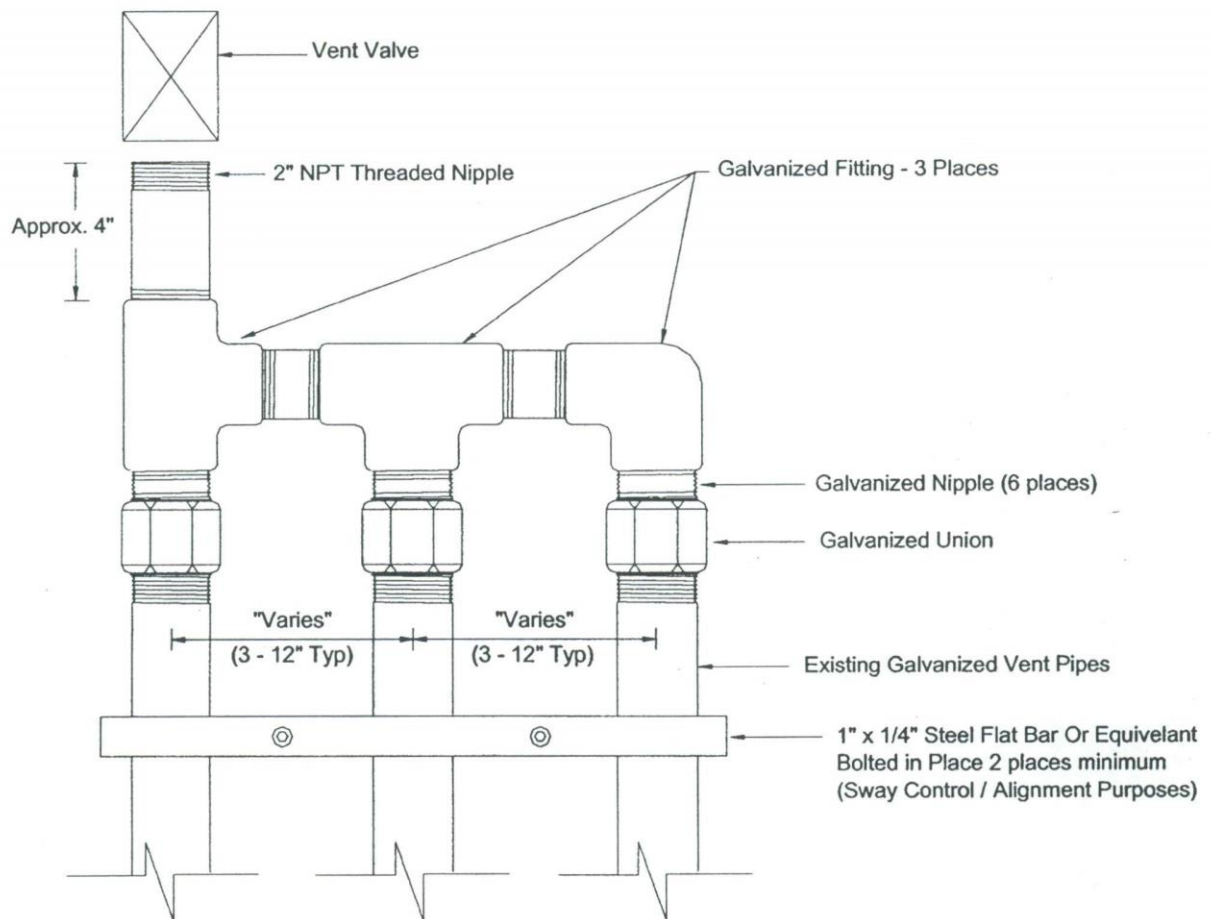 Vent Valve
2" NPT Threaded Nipple
Galvanized Fitting - 3 Places
Approx. 4"
Galvanized Nipple (6 places)
Galvanized Union
"Varies"
(3 - 12" Typ)
"Varies"
(3 - 12" Typ)
Existing Galvanized Vent Pipes
1" x 1/4" Steel Flat Bar Or Equivelant
Bolted in Place 2 places minimum
(Sway Control / Alignment Purposes)